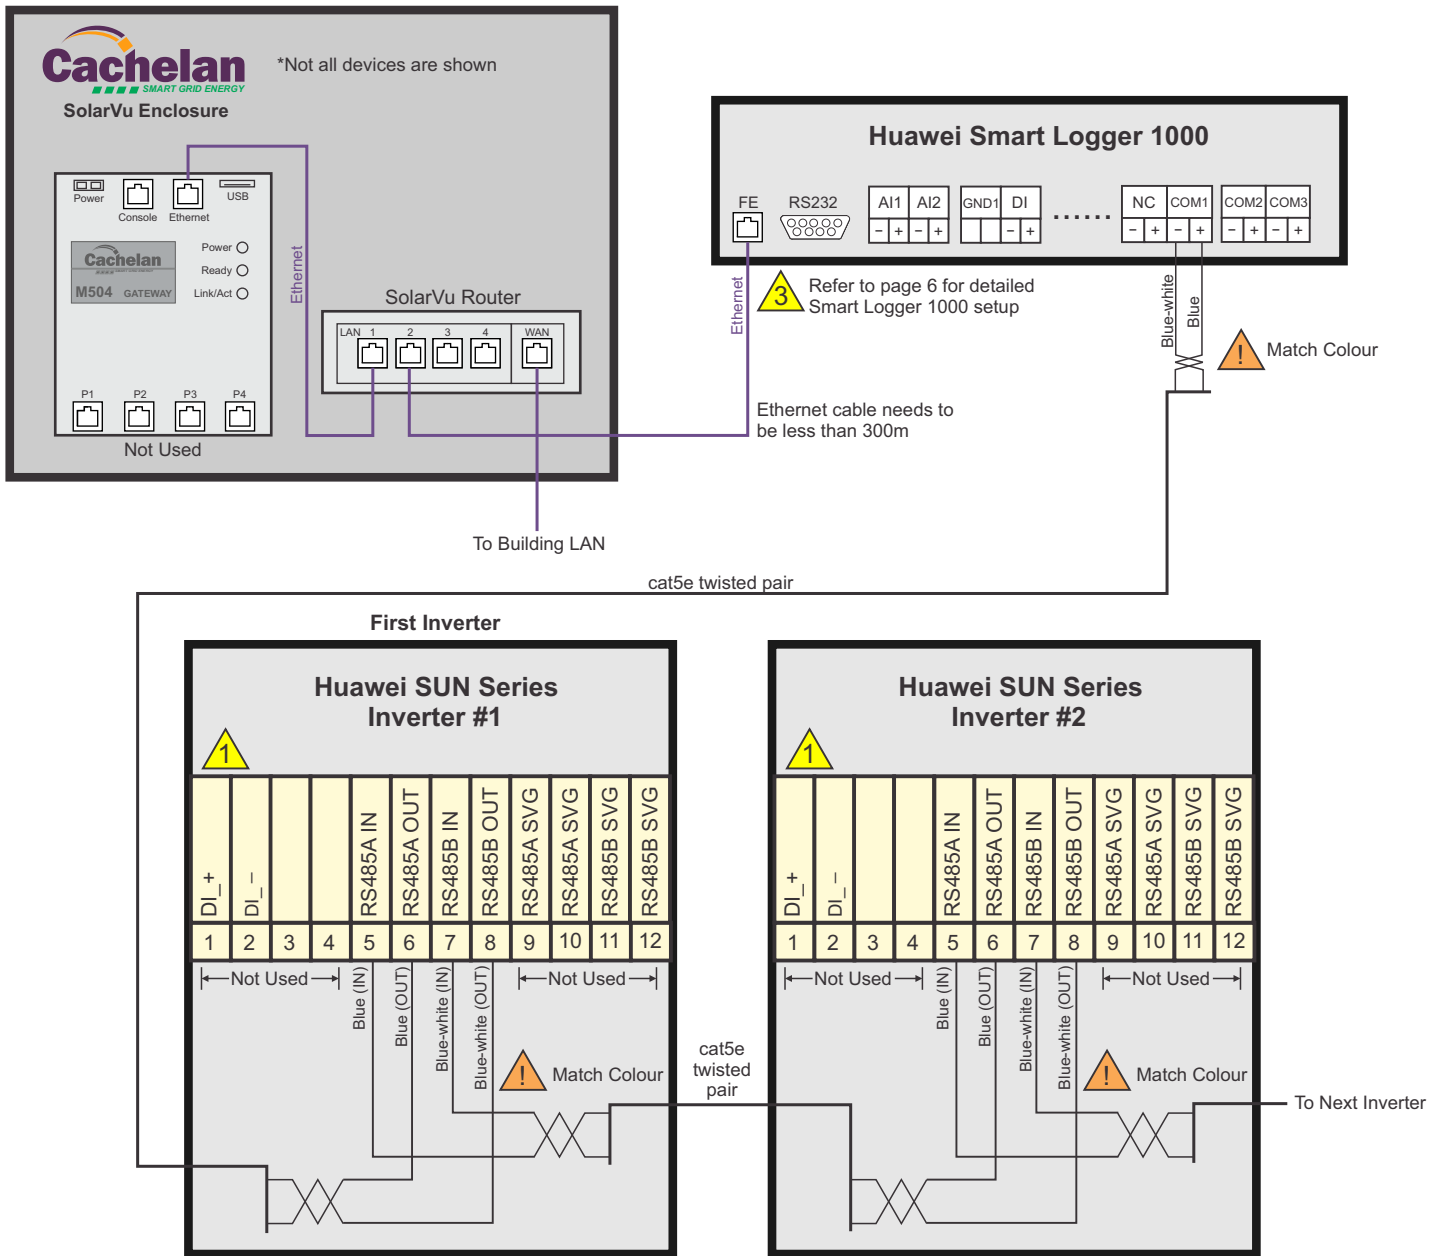 Cachelan
SMART GRID ENERGY
SolarVu Enclosure
*Not all devices are shown
Power
Console
Ethernet
USB
Cachelan
SMART GRID ENERGY
M504 GATEWAY
Power
Ready
Link/Act
P1 P2 P3 P4
Not Used
Ethernet
SolarVu Router
LAN 1 2 3 4 WAN
To Building LAN
Huawei Smart Logger 1000
FE RS232 AI1 AI2 GND1 DI ...... NC COM1 COM2 COM3
– + – + – + – + – + – + – +
Ethernet
3
Refer to page 6 for detailed
Smart Logger 1000 setup
Blue-white
Blue
!
Match Colour
Ethernet cable needs to
be less than 300m
cat5e twisted pair
First Inverter
Huawei SUN Series
Inverter #1
1
DI_+
DI_ –
RS485A IN
RS485A OUT
RS485B IN
RS485B OUT
RS485A SVG
RS485A SVG
RS485B SVG
RS485B SVG
1 2 3 4 5 6 7 8 9 10 11 12
Not Used
Blue (IN)
Blue (OUT)
Blue-white (IN)
Blue-white (OUT)
Not Used
!
Match Colour
cat5e
twisted
pair
Huawei SUN Series
Inverter #2
1
DI_+
DI_ –
RS485A IN
RS485A OUT
RS485B IN
RS485B OUT
RS485A SVG
RS485A SVG
RS485B SVG
RS485B SVG
1 2 3 4 5 6 7 8 9 10 11 12
Not Used
Blue (IN)
Blue (OUT)
Blue-white (IN)
Blue-white (OUT)
Not Used
!
Match Colour
To Next Inverter